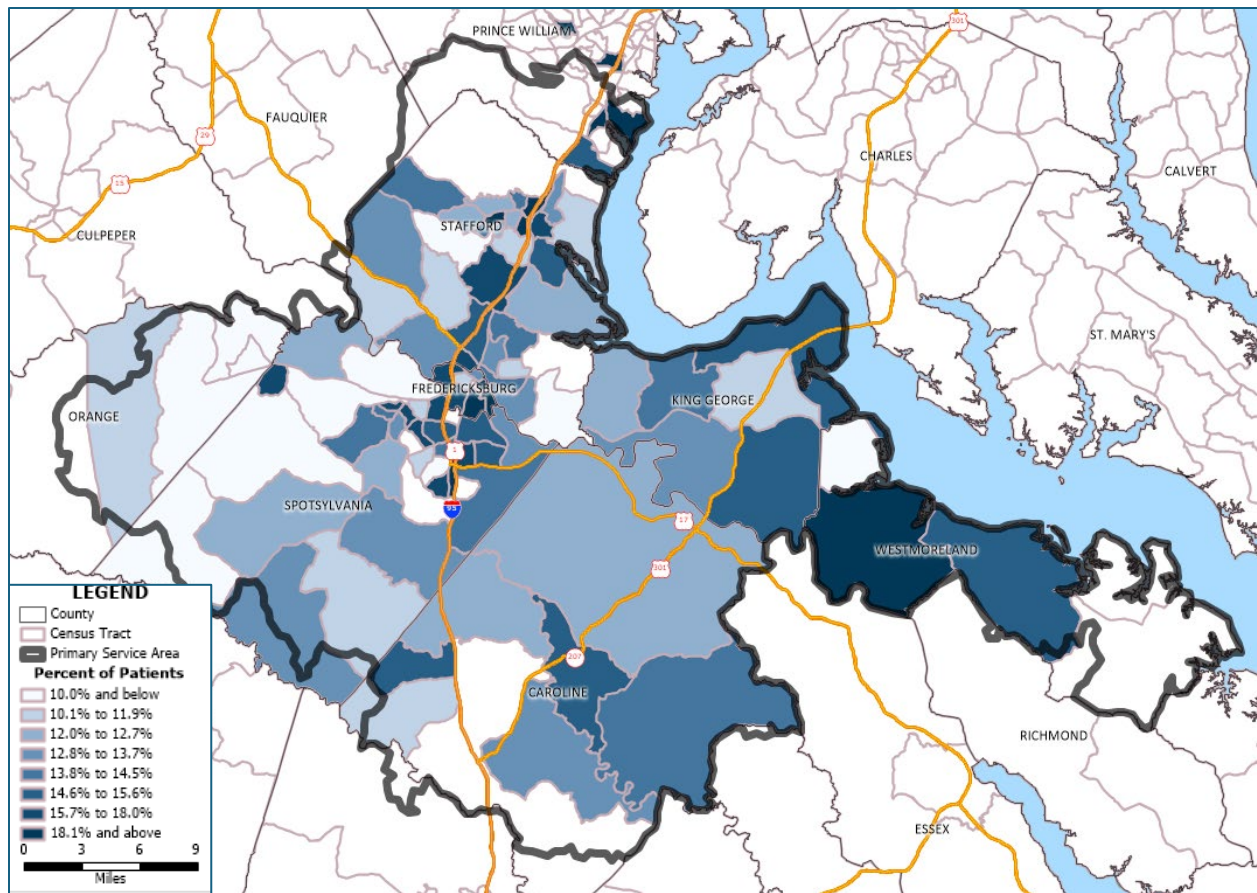 301
PRINCE WILLIAM
FAUQUIER
29
CHARLES
15
CALVERT
CULPEPER
STAFFORD
ST. MARY'S
FREDERICKSBURG
ORANGE
KING GEORGE
1
SPOTSYLVANIA
95
17
WESTMORELAND
301
207
CAROLINE
RICHMOND
ESSEX
LEGEND
County
Census Tract
Primary Service Area
Percent of Patients
10.0% and below
10.1% to 11.9%
12.0% to 12.7%
12.8% to 13.7%
13.8% to 14.5%
14.6% to 15.6%
15.7% to 18.0%
18.1% and above
0 3 6 9
Miles